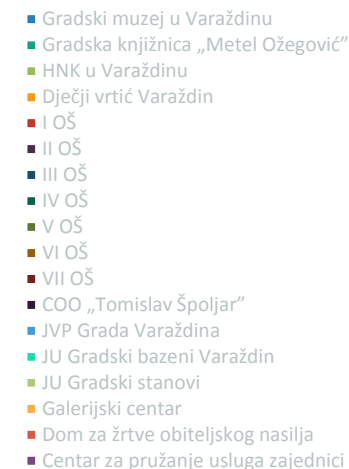 Gradski muzej u Varaždinu
Gradska knjižnica „Metel Ožegović”
HNK u Varaždinu
Dječji vrtić Varaždin
I OŠ
II OŠ
III OŠ
IV OŠ
V OŠ
VI OŠ
VII OŠ
COO „Tomislav Špoljar”
JVP Grada Varaždina
JU Gradski bazeni Varaždin
JU Gradski stanovi
Galerijski centar
Dom za žrtve obiteljskog nasilja
Centar za pružanje usluga zajednici